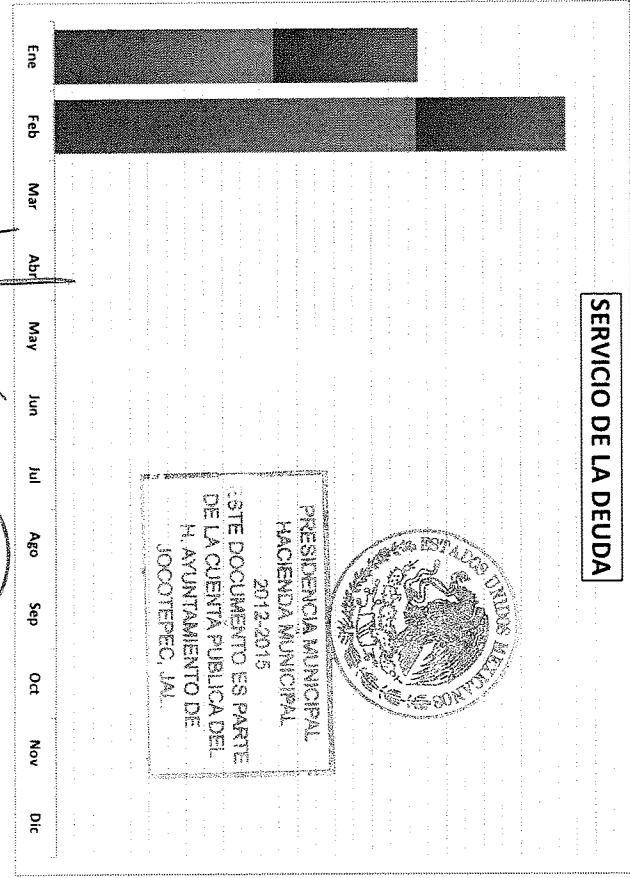 SERVICIO DE LA DEUDA
ESTADOS UNIDOS MEXICANOS
PRESIDENCIA MUNICIPAL
HACIENDA MUNICIPAL
2012-2015
ESTE DOCUMENTO ES PARTE
DE LA CUENTA PUBLICA DEL
H. AYUNTAMIENTO DE
JOCOTEPEC, JAL.
Ene Feb Mar Abr May Jun Jul Ago Sep Oct Nov Dic